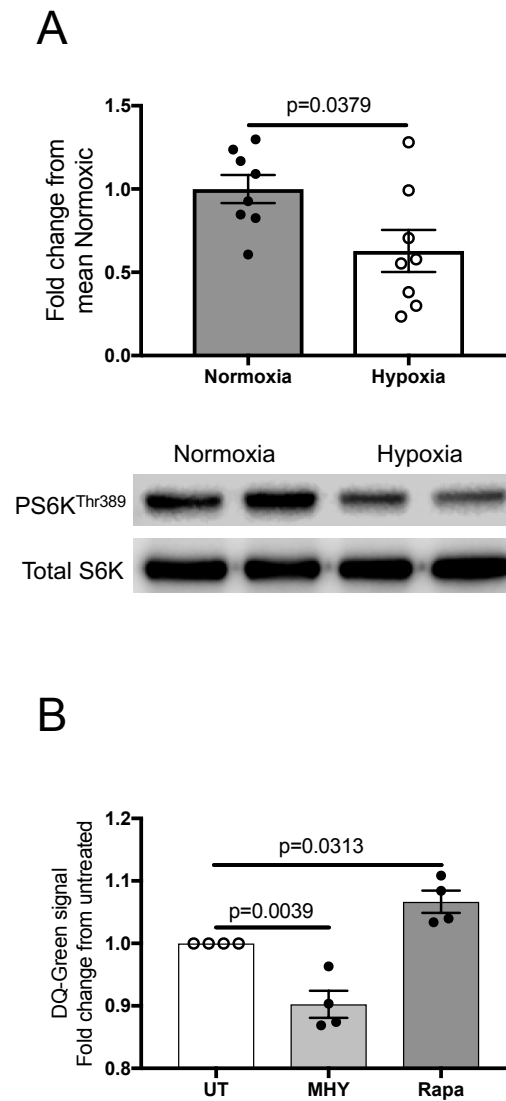 A
Fold change from
mean Normoxic
1.5
1.0
0.5
0.0
p=0.0379
Normoxia Hypoxia
Normoxia Hypoxia
PS6KThr389
Total S6K
B
DQ-Green signal
Fold change from untreated
1.2
1.1
1.0
0.9
0.8
p=0.0313
p=0.0039
UT MHY Rapa